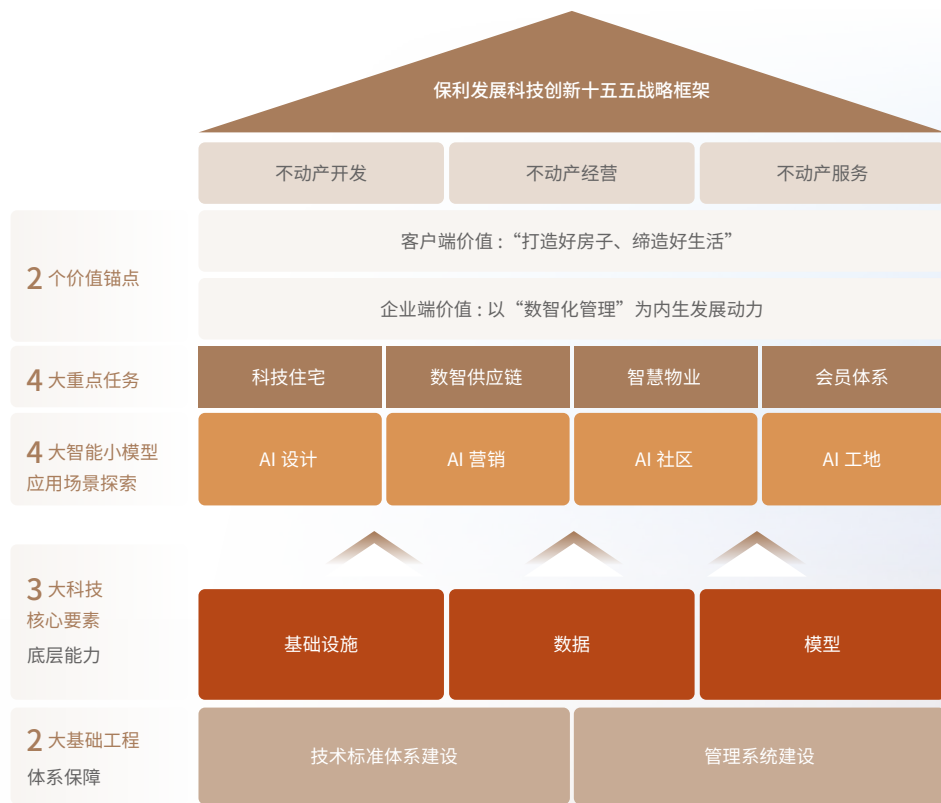 保利发展科技创新十五五战略框架
不动产开发
不动产经营
不动产服务
2 个价值锚点
客户端价值：“打造好房子、缔造好生活”
企业端价值：以“数智化管理”为内生发展动力
4 大重点任务
科技住宅
数智供应链
智慧物业
会员体系
4 大智能小模型
应用场景探索
AI 设计
AI 营销
AI 社区
AI 工地
3 大科技
核心要素
底层能力
基础设施
数据
模型
2 大基础工程
体系保障
技术标准体系建设
管理系统建设